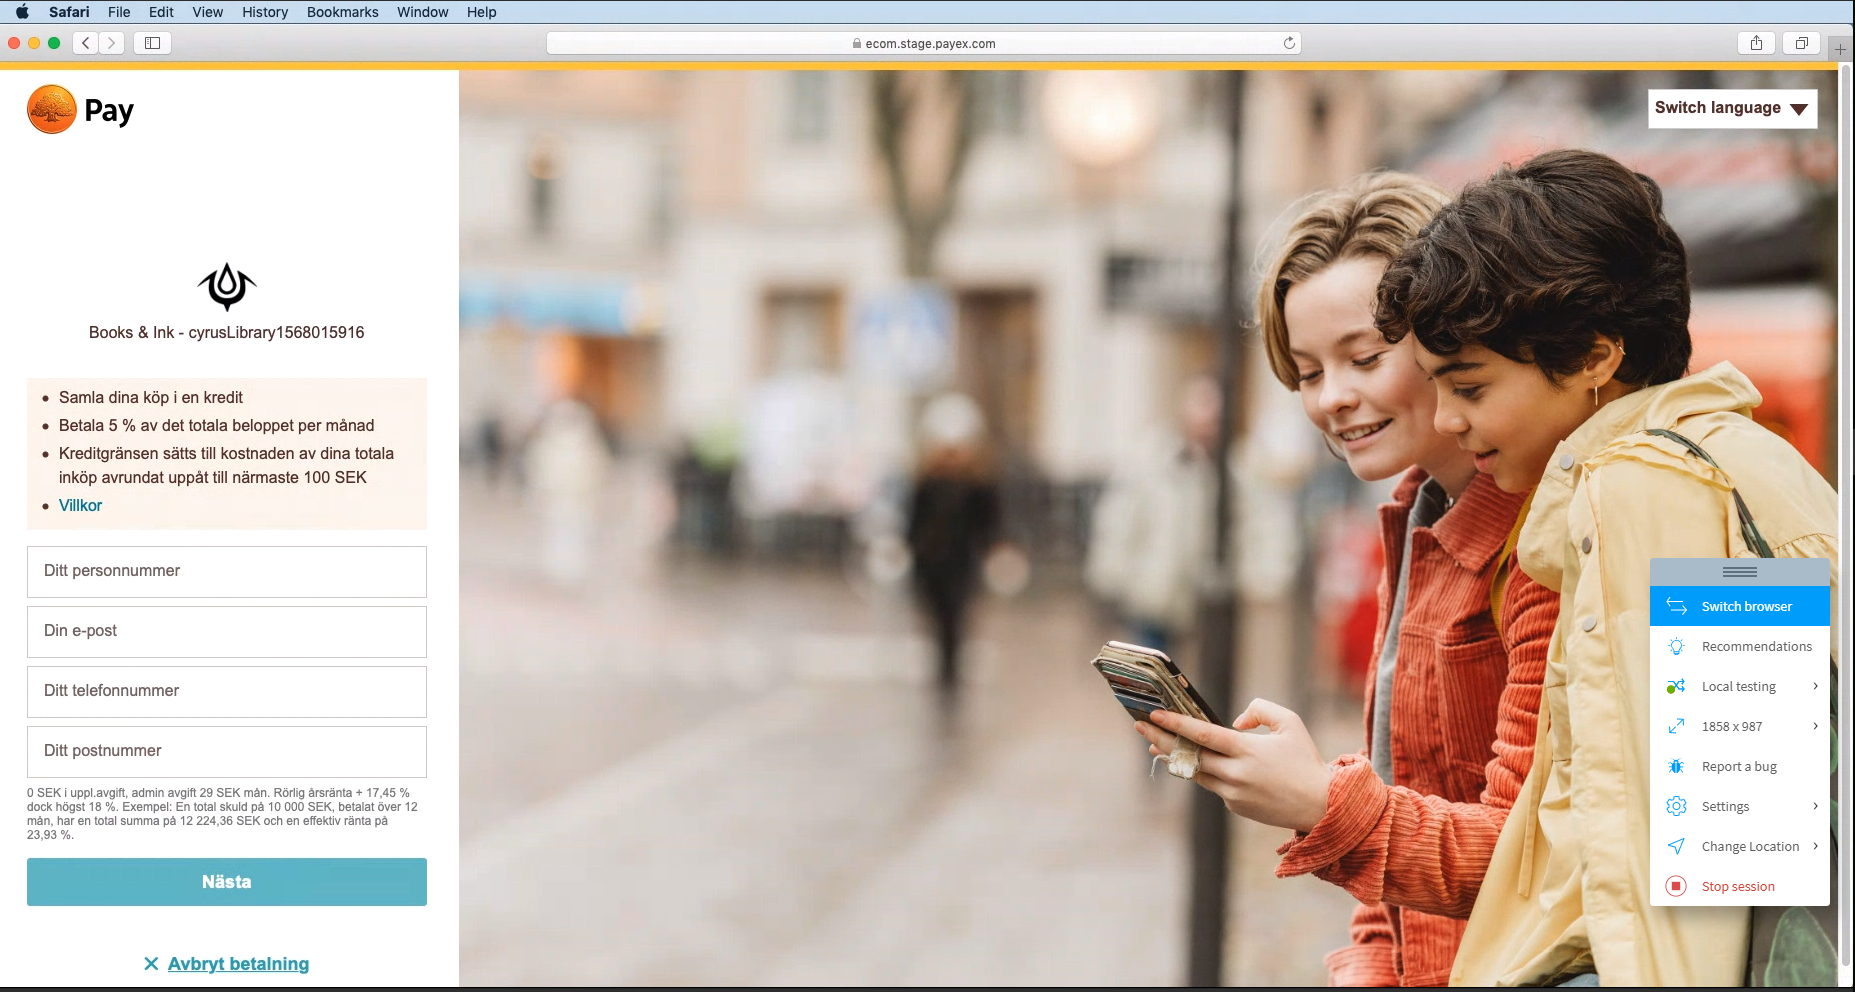 Safari File Edit View History Bookmarks Window Help
ecom.stage.payex.com
Pay
Switch language
Books & Ink - cyrusLibrary1568015916
Samla dina köp i en kredit
Betala 5 % av det totala beloppet per månad
Kreditgränsen sätts till kostnaden av dina totala
inköp avrundat uppåt till närmaste 100 SEK
Villkor
Ditt personnummer
Din e-post
Ditt telefonnummer
Ditt postnummer
0 SEK i uppl.avgift, admin avgift 29 SEK mån. Rörlig årsränta + 17,45 %
dock högst 18 %. Exempel: En total skuld på 10 000 SEK, betalat över 12
mån, har en total summa på 12 224,36 SEK och en effektiv ränta på
23,93 %.
Nästa
Avbryt betalning
Switch browser
Recommendations
Local testing
1858 x 987
Report a bug
Settings
Change Location
Stop session